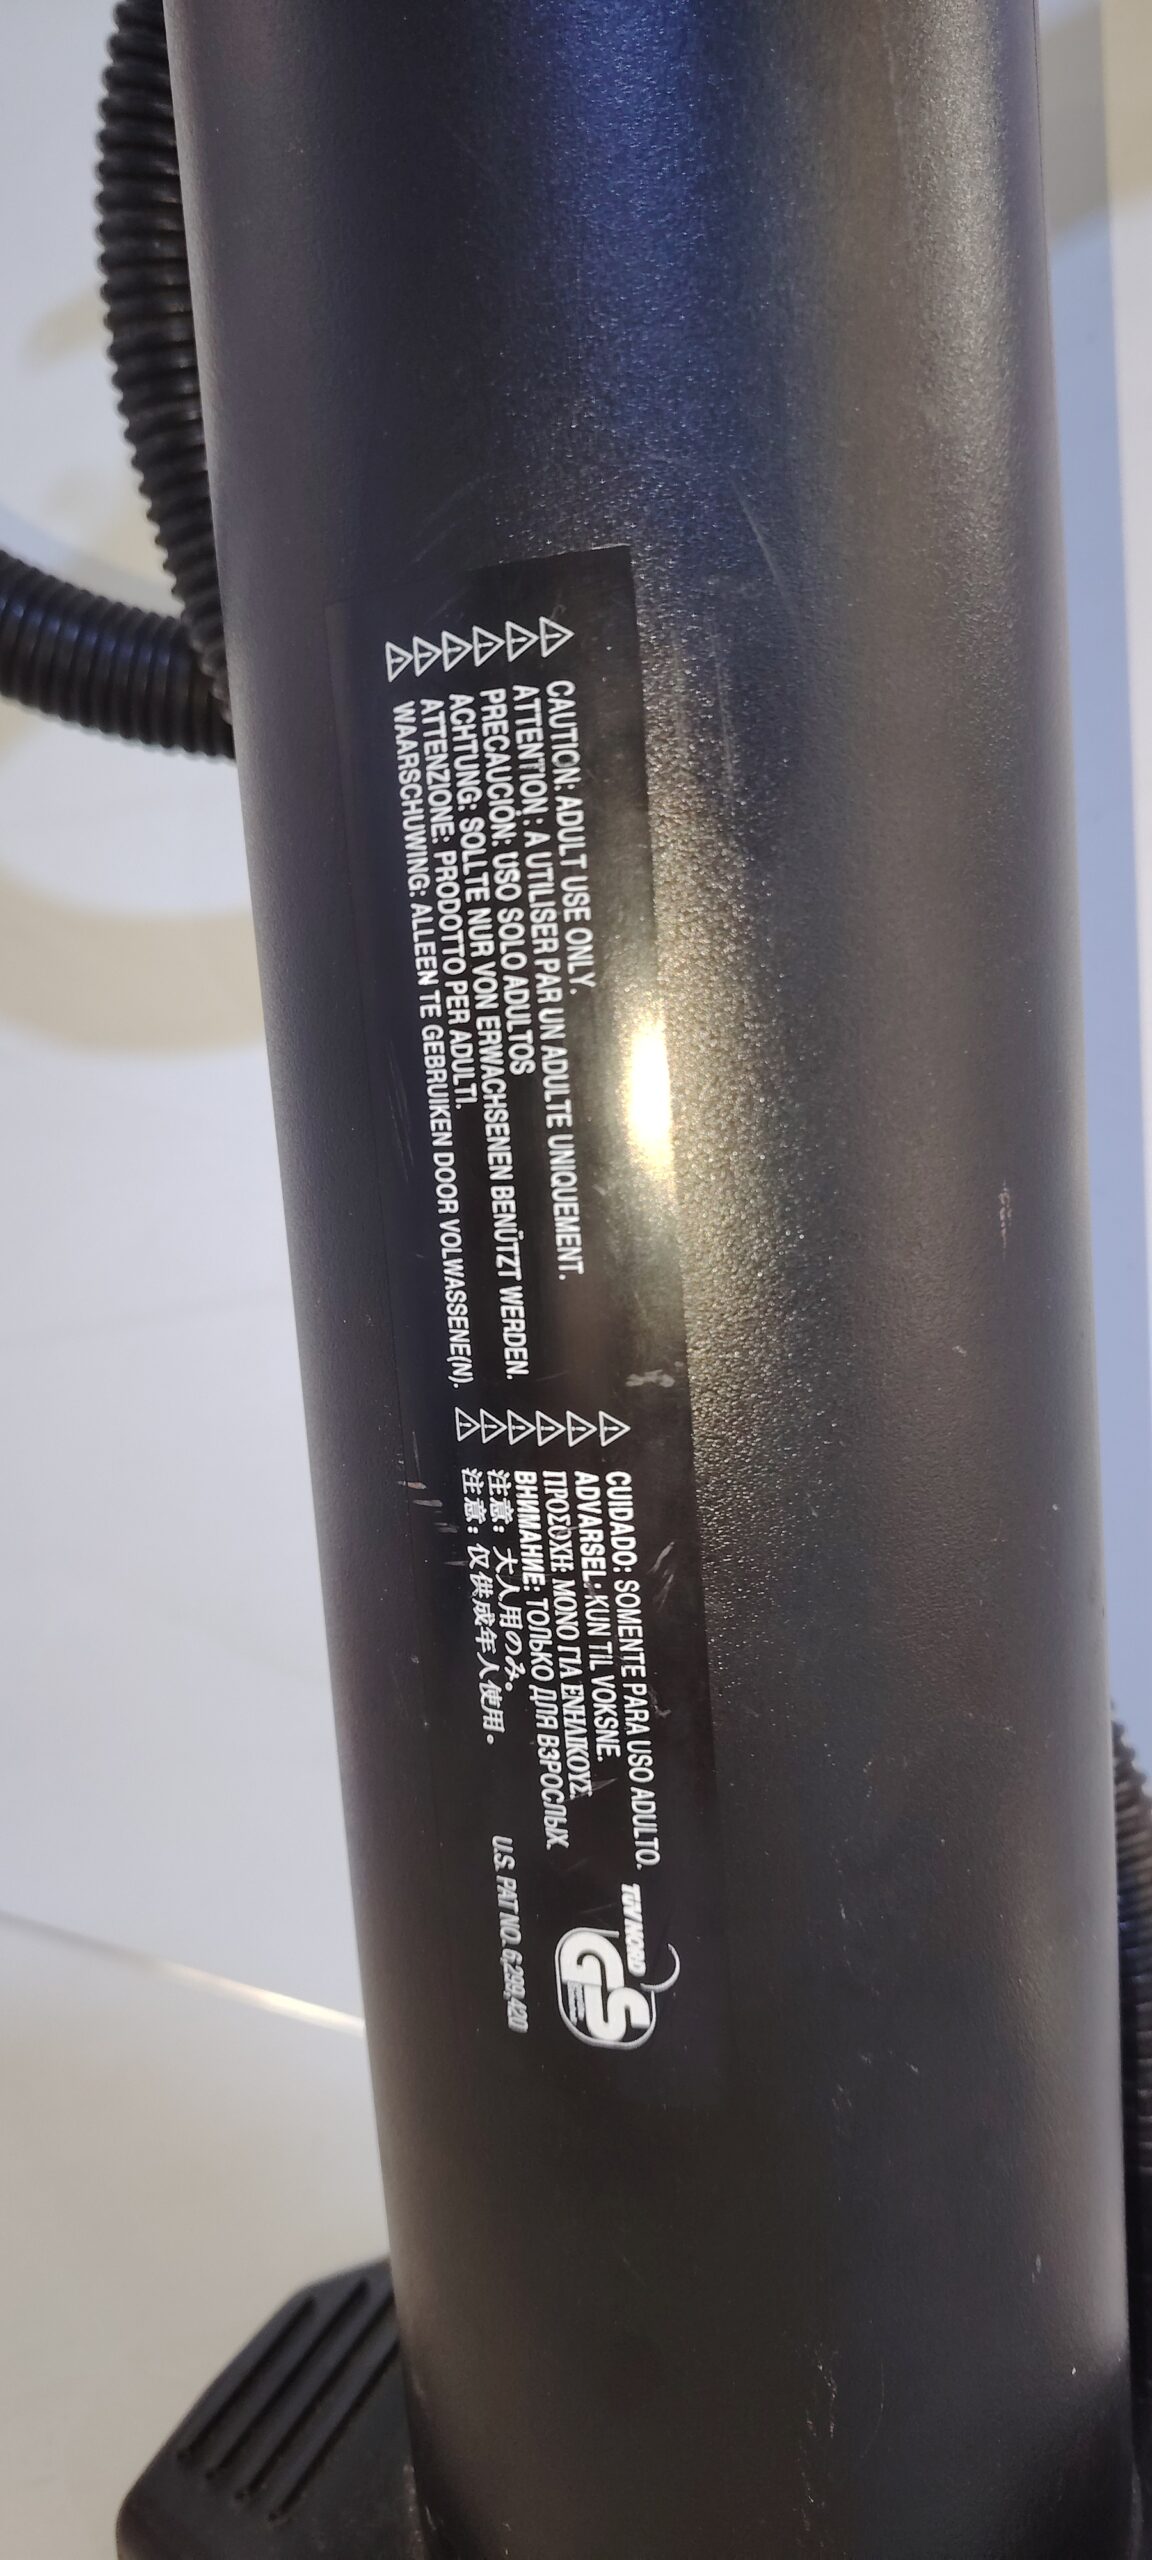 ⚠ CAUTION: ADULT USE ONLY.
⚠ ATTENTION : A UTILISER PAR UN ADULTE UNIQUEMENT.
⚠ PRECAUCIÓN: USO SOLO ADULTOS
⚠ ACHTUNG: SOLLTE NUR VON ERWACHSENEN BENÜTZT WERDEN.
⚠ ATTENZIONE: PRODOTTO PER ADULTI.
⚠ WAARSCHUWING: ALLEEN TE GEBRUIKEN DOOR VOLWASSENE(N).
⚠ CUIDADO: SOMENTE PARA USO ADULTO.
⚠ ADVARSEL: KUN TIL VOKSNE.
⚠ ΠΡΟΣΟΧΗ: ΜΟΝΟ ΓΙΑ ΕΝΗΛΙΚΟΥΣ
⚠ ВНИМАНИЕ: ТОЛЬКО ДЛЯ ВЗРОСЛЫХ
⚠ 注意: 大人用のみ。
⚠ 注意: 仅供成年人使用。
TÜV NORD
GS
U.S. PAT NO. 6,299,420